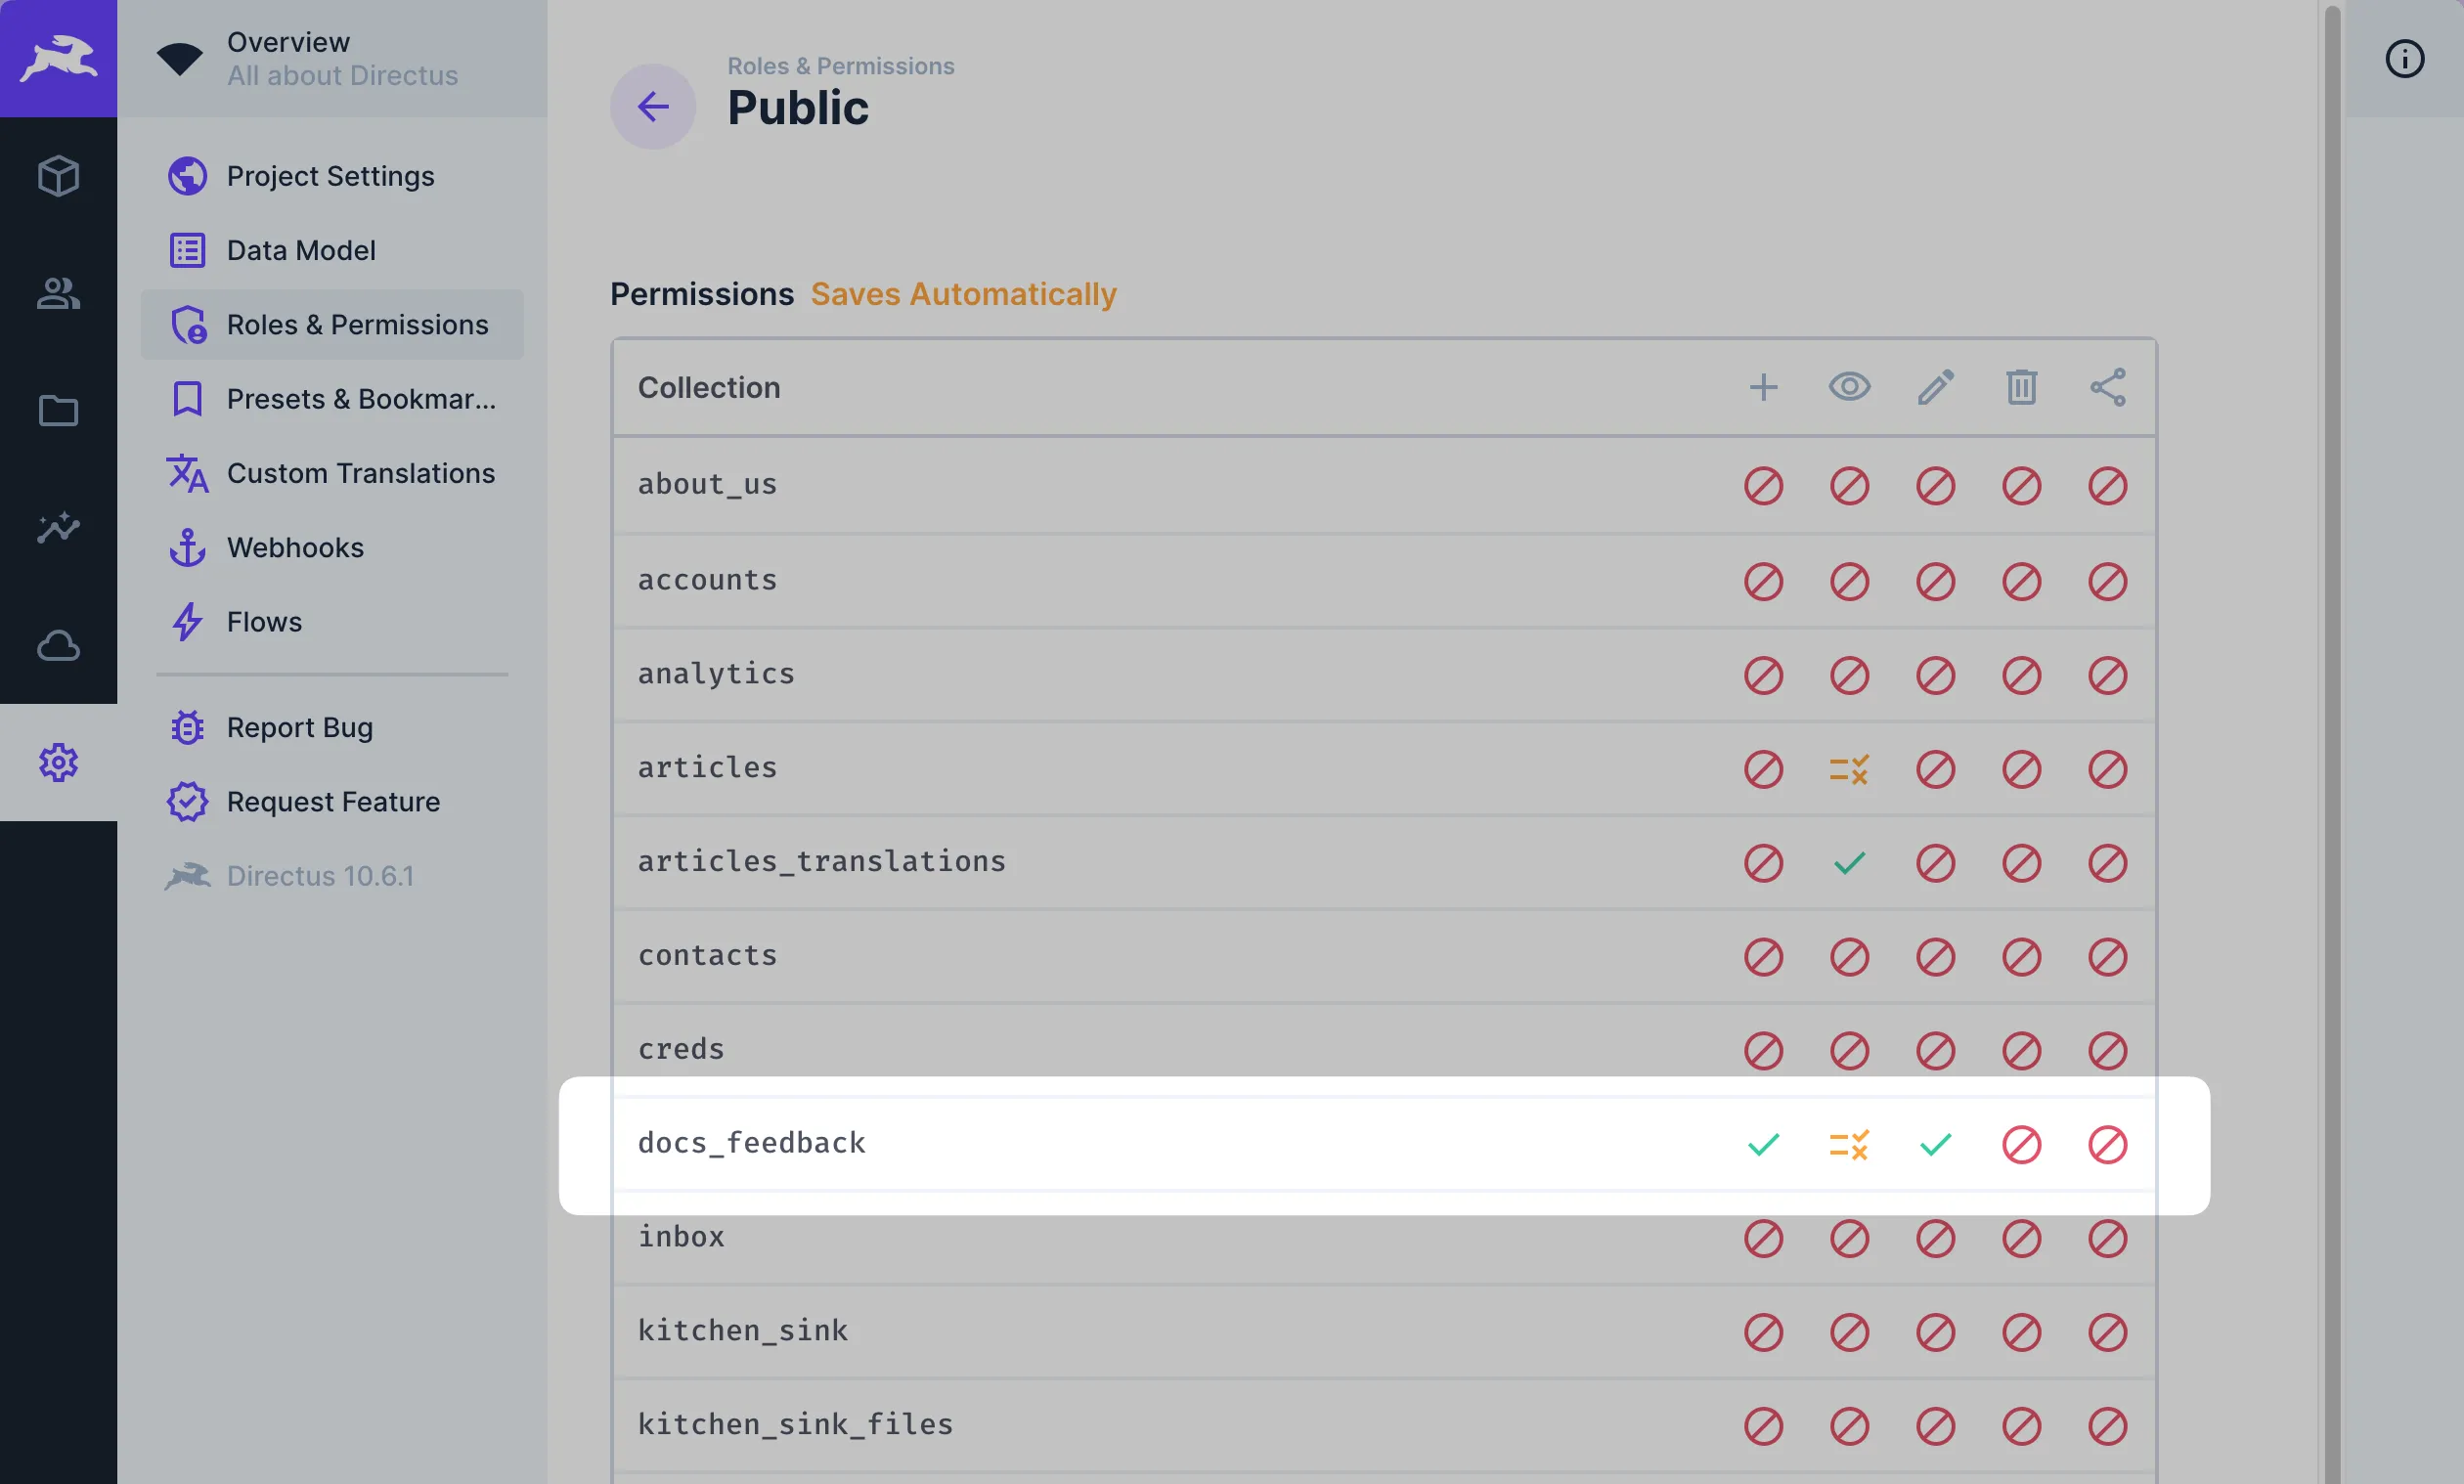 Overview
All about Directus
Project Settings
Data Model
Roles & Permissions
Presets & Bookmar...
Custom Translations
Webhooks
Flows
Report Bug
Request Feature
Directus 10.6.1
Roles & Permissions
Public
Permissions Saves Automatically
Collection
about_us
accounts
analytics
articles
articles_translations
contacts
creds
docs_feedback
inbox
kitchen_sink
kitchen_sink_files